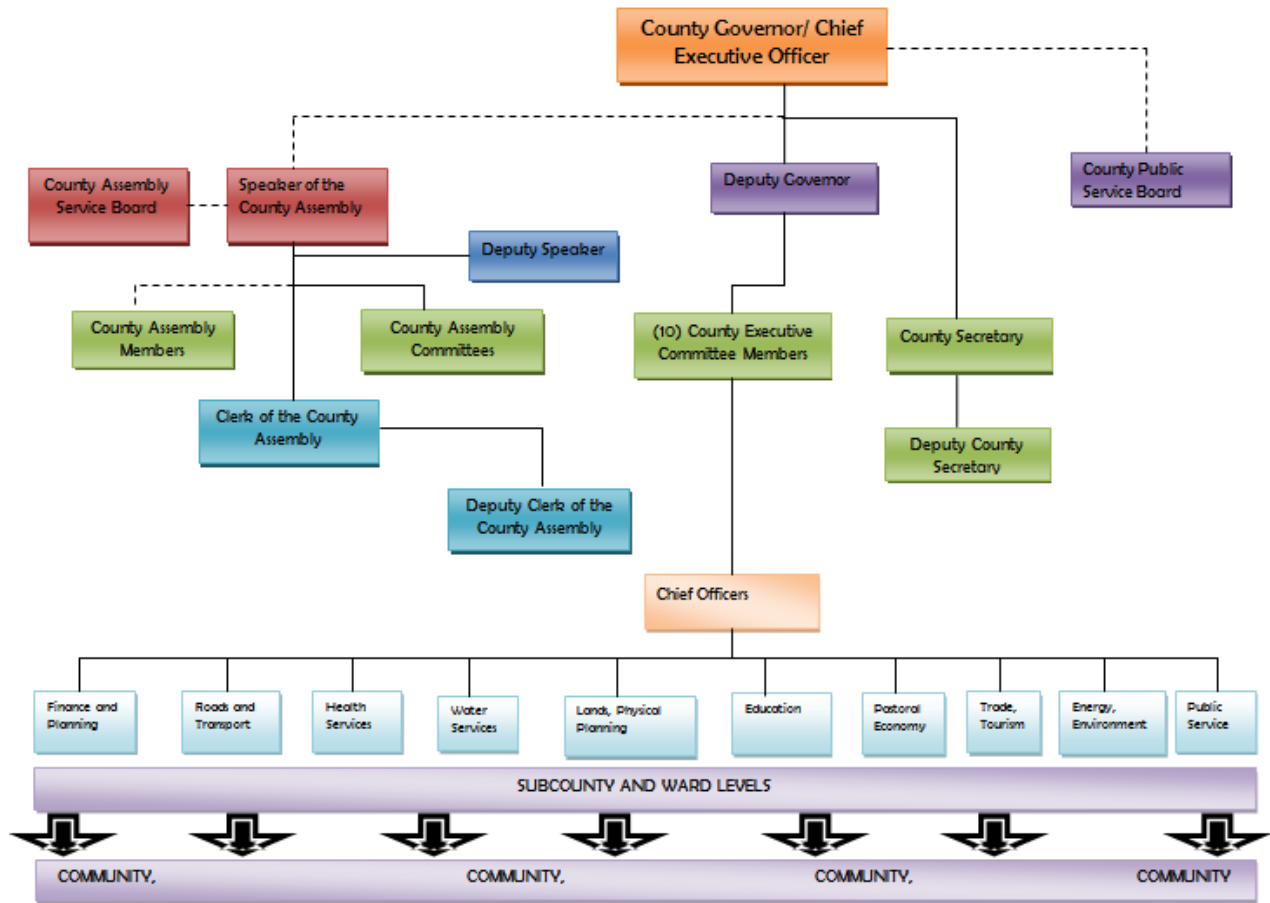 County Governor/ Chief
Executive Officer
County Assembly
Service Board
Speaker of the
County Assembly
Deputy Governor
County Public
Service Board
Deputy Speaker
County Assembly
Members
County Assembly
Committees
(10) County Executive
Committee Members
County Secretary
Clerk of the County
Assembly
Deputy County
Secretary
Deputy Clerk of the
County Assembly
Chief Officers
Finance and
Planning
Roads and
Transport
Health
Services
Water
Services
Lands, Physical
Planning
Education
Pastoral
Economy
Trade,
Tourism
Energy,
Environment
Public
Service
SUBCOUNTY AND WARD LEVELS
COMMUNITY, COMMUNITY, COMMUNITY, COMMUNITY